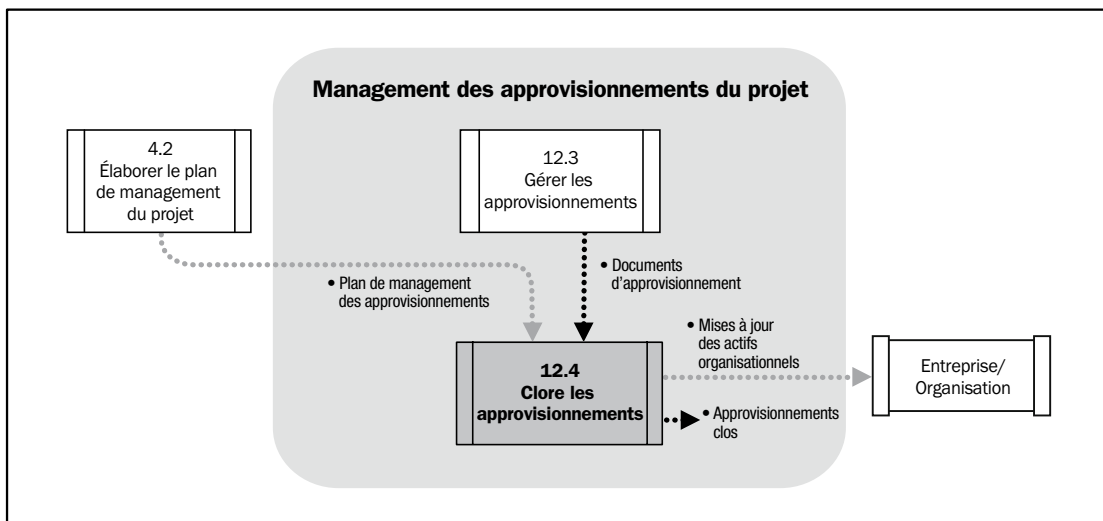 Management des approvisionnements du projet
4.2
Élaborer le plan
de management
du projet
12.3
Gérer les
approvisionnements
• Plan de management
des approvisionnements
• Documents
d’approvisionnement
• Mises à jour
des actifs
organisationnels
12.4
Clore les
approvisionnements
Entreprise/
Organisation
• Approvisionnements
clos